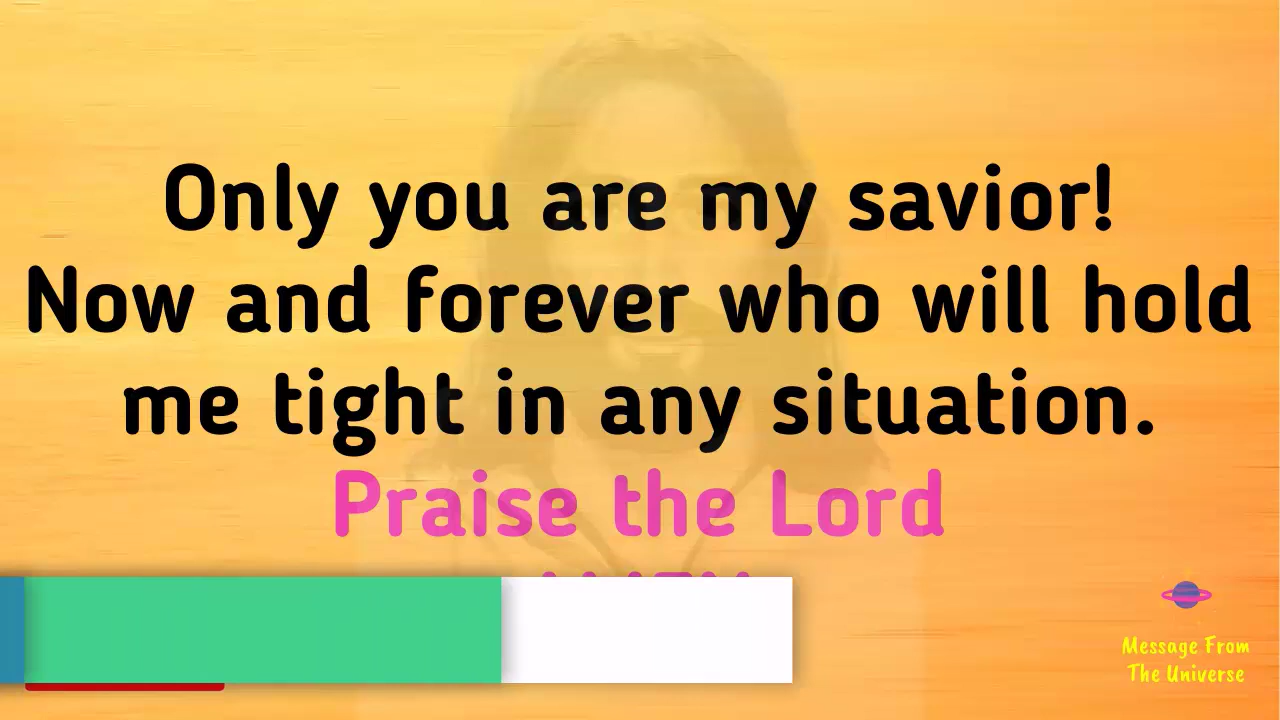 Only you are my savior!
Now and forever who will hold
me tight in any situation.
Praise the Lord
Message From
The Universe